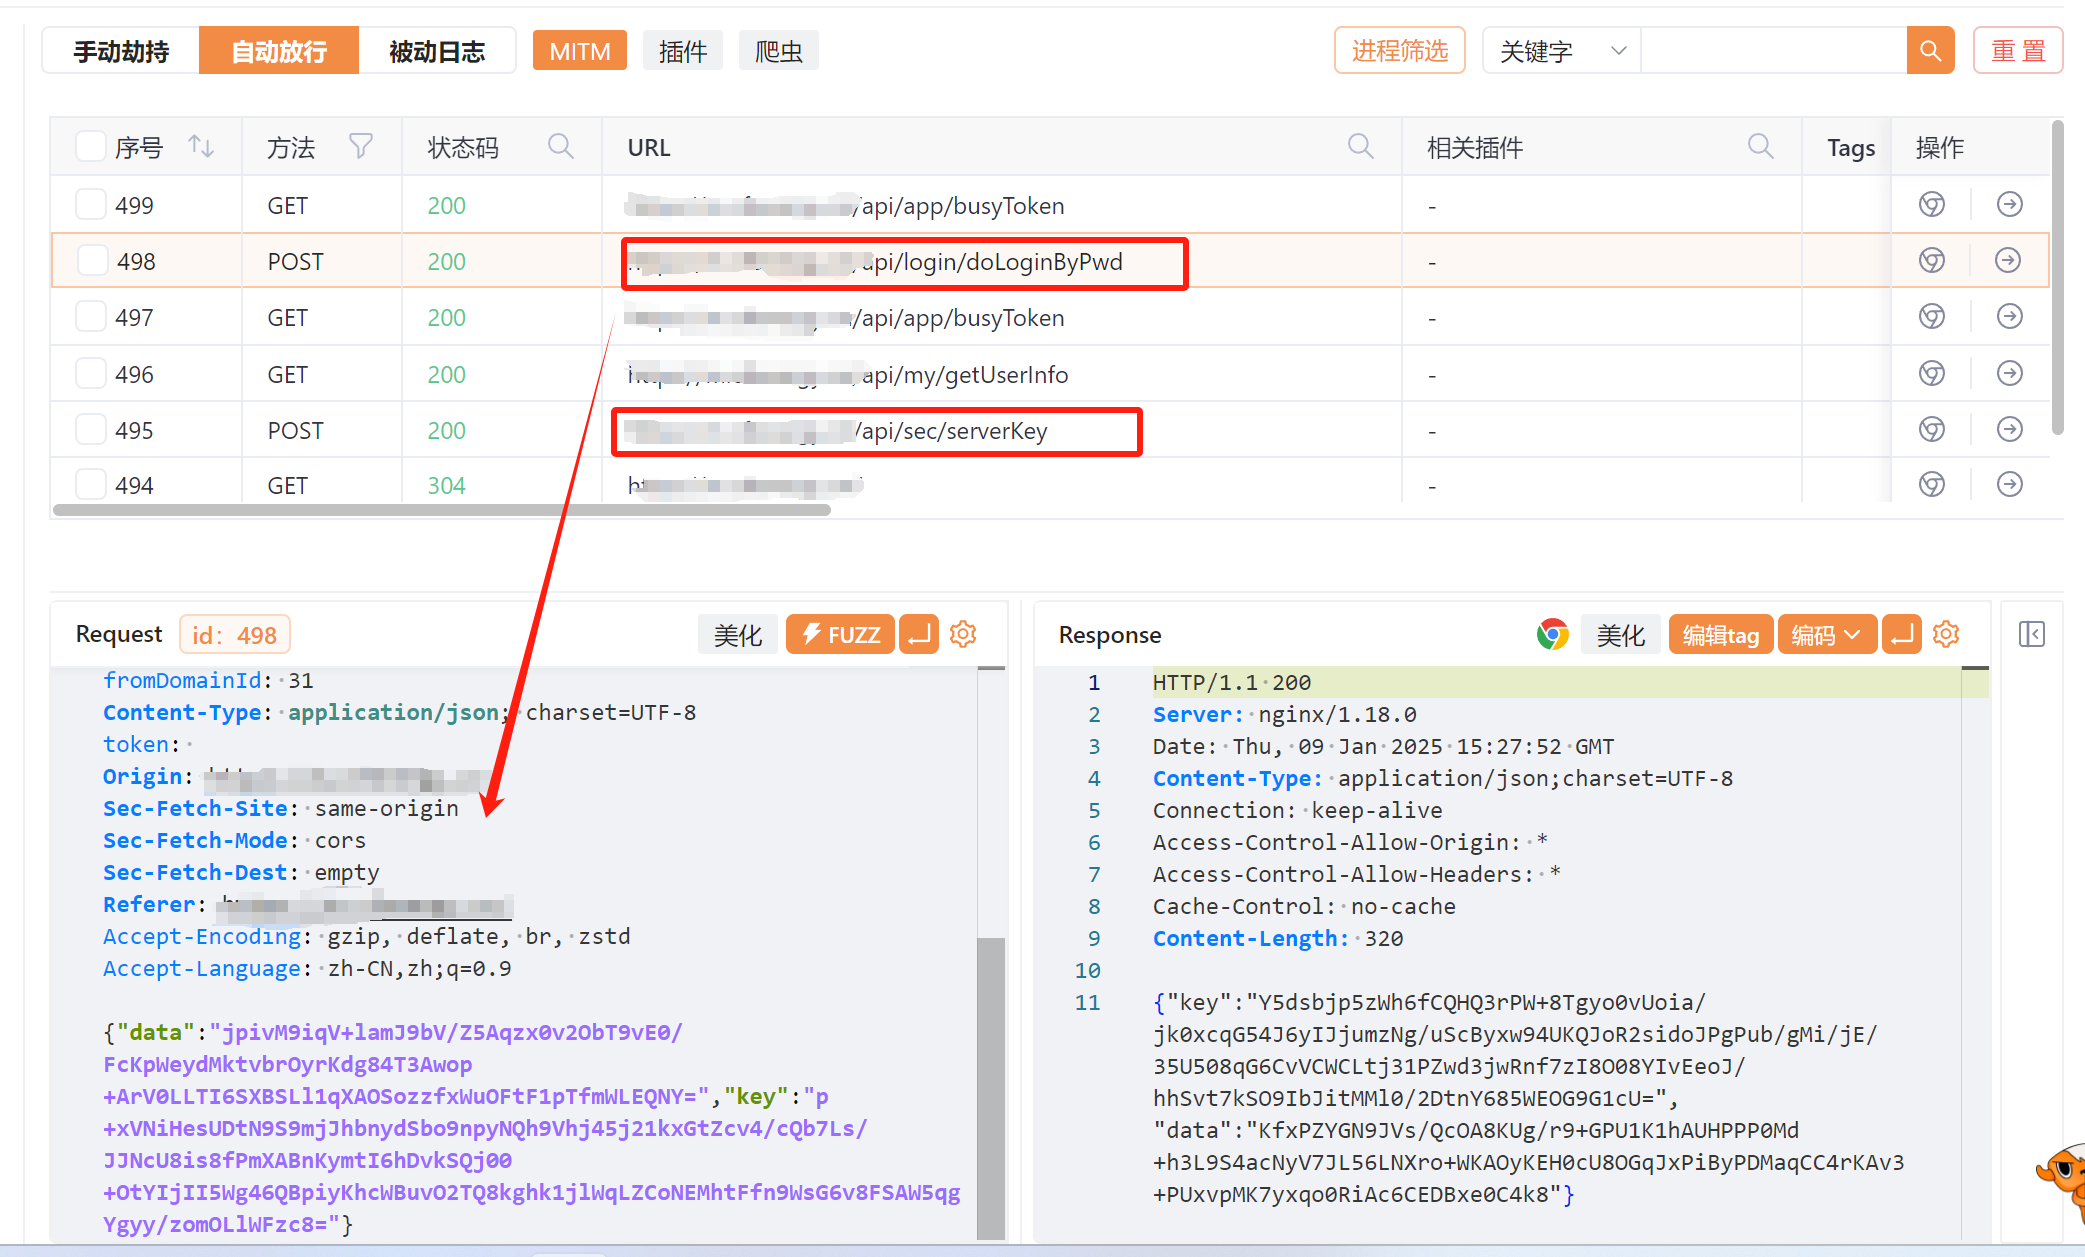 手动劫持 自动放行 被动日志 MITM 插件 爬虫 进程筛选 关键字 重 置
序号 方法 状态码 URL 相关插件 Tags 操作
499 GET 200 /api/app/busyToken -
498 POST 200 api/login/doLoginByPwd -
497 GET 200 /api/app/busyToken -
496 GET 200 api/my/getUserInfo -
495 POST 200 /api/sec/serverKey -
494 GET 304 -
Request id: 498 美化 FUZZ
fromDomainId: 31
Content-Type: application/json; charset=UTF-8
token:
Origin:
Sec-Fetch-Site: same-origin
Sec-Fetch-Mode: cors
Sec-Fetch-Dest: empty
Referer:
Accept-Encoding: gzip, deflate, br, zstd
Accept-Language: zh-CN,zh;q=0.9
{"data":"jpivM9iqV+lamJ9bV/Z5Aqzx0v2ObT9vE0/
FcKpWeydMktvbrOyrKdg84T3Awop
+ArV0LLTI6SXBSLl1qXAOSozzfxWuOFtF1pTfmWLEQNY=","key":"p
+xVNiHesUDtN9S9mjJhbnydSbo9npyNQh9Vhj45j21kxGtZcv4/cQb7Ls/
JJNcU8is8fPmXABnKymtI6hDvkSQj00
+OtYIjII5Wg46QBpiyKhcWBuvO2TQ8kghk1jlWqLZCoNEMhtFfn9WsG6v8FSAW5qg
Ygyy/zomOLlWFzc8="}
Response 美化 编辑tag 编码
1 HTTP/1.1 200
2 Server: nginx/1.18.0
3 Date: Thu, 09 Jan 2025 15:27:52 GMT
4 Content-Type: application/json;charset=UTF-8
5 Connection: keep-alive
6 Access-Control-Allow-Origin: *
7 Access-Control-Allow-Headers: *
8 Cache-Control: no-cache
9 Content-Length: 320
10
11 {"key":"Y5dsbjp5zWh6fCQHQ3rPW+8Tgyo0vUoia/
jk0xcqG54J6yIJjumzNg/uScByxw94UKQJoR2sidoJPgPub/gMi/jE/
35U508qG6CvVCWCLtj31PZwd3jwRnf7zI8O08YIvEeoJ/
hhSvt7kSO9IbJitMMl0/2DtnY685WEOG9G1cU=",
"data":"KfxPZYGN9JVs/QcOA8KUg/r9+GPU1K1hAUHPPP0Md
+h3L9S4acNyV7JL56LNXro+WKAOyKEH0cU8OGqJxPiByPDMaqCC4rKAv3
+PUxvpMK7yxqo0RiAc6CEDBxe0C4k8"}